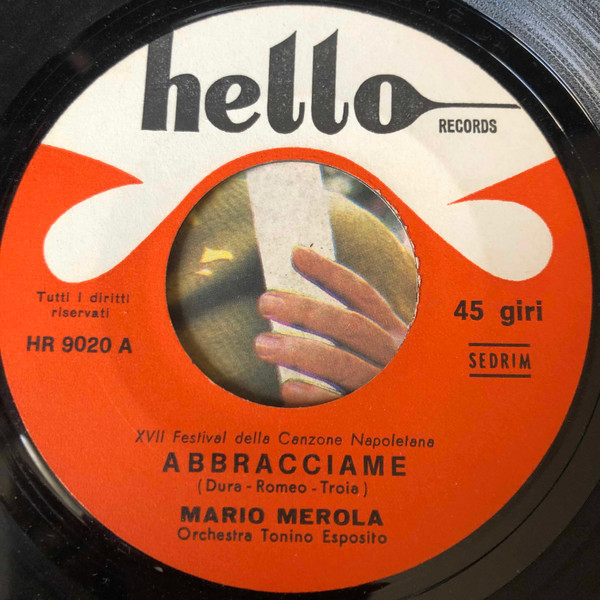 hello
RECORDS
Tutti i diritti
riservati
HR 9020 A
45 giri
SEDRIM
XVII Festival della Canzone Napoletana
ABBRACCIAME
(Dura - Romeo - Troia)
MARIO MEROLA
Orchestra Tonino Esposito